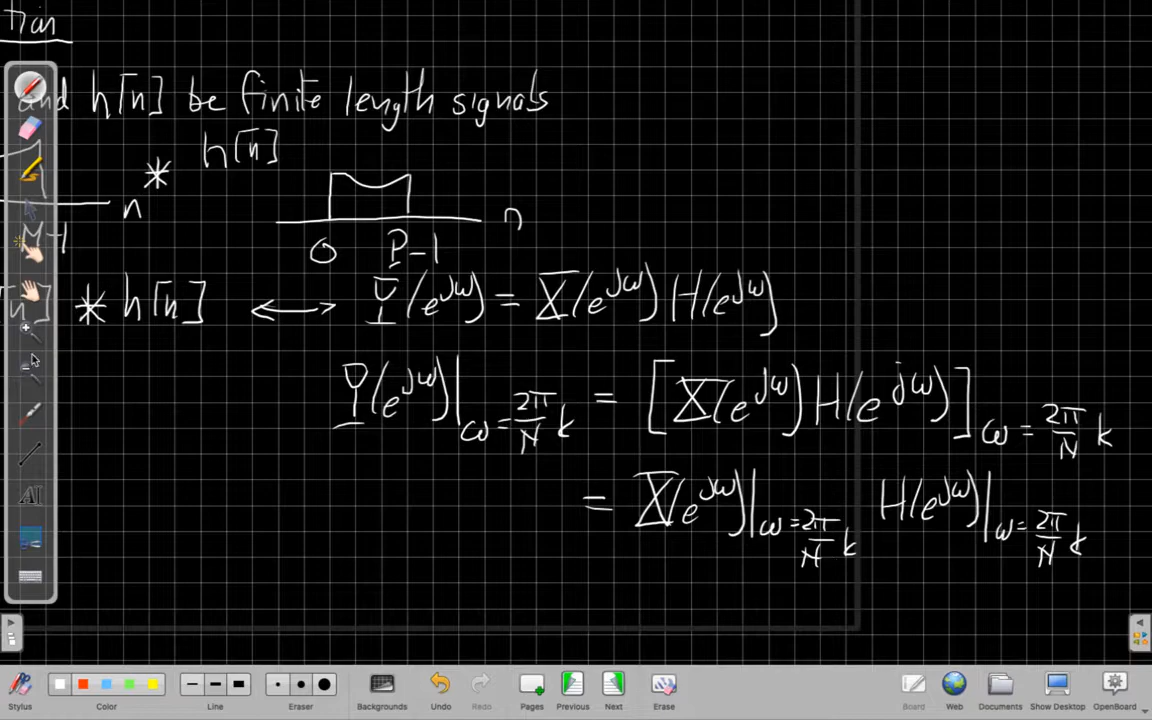 and h[n] be finite length signals
h[n]
n * n
0 P-1
M-1
[n] * h[n] ⟷ Y(e^jω) = X(e^jω) H(e^jω)
Y(e^jω)|ω = 2π/N k = [X(e^jω) H(e^jω)] ω = 2π/N k
= X(e^jω)|ω = 2π/N k H(e^jω)|ω = 2π/N k
Stylus Color Line Eraser Backgrounds Undo Redo Pages Previous Next Erase Board Web Documents Show Desktop OpenBoard